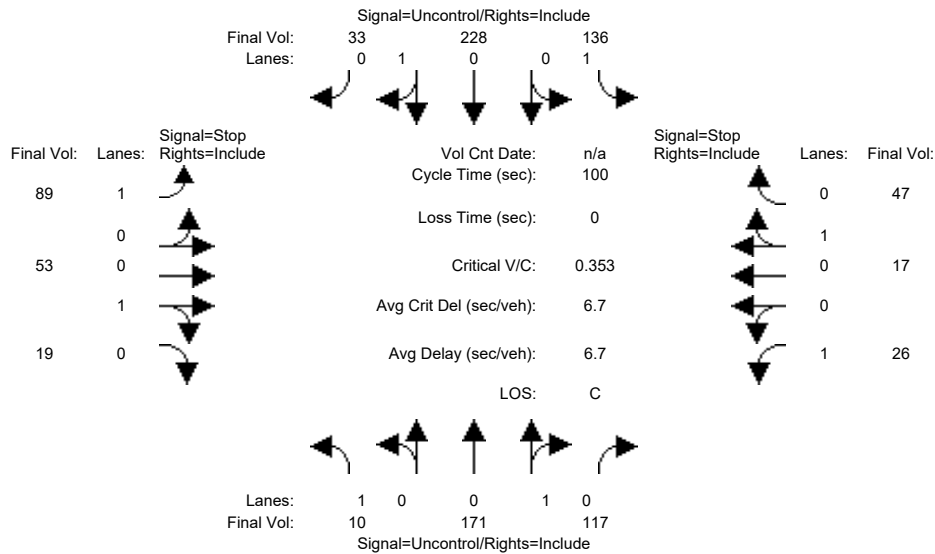 Signal=Uncontrol/Rights=Include
Final Vol: 33 228 136
Lanes: 0 1 0 0 1
Signal=Stop
Final Vol: Lanes: Rights=Include
Vol Cnt Date: n/a
Signal=Stop
Rights=Include Lanes: Final Vol:
Cycle Time (sec): 100
89 1
0 47
Loss Time (sec): 0
0
1
53 0
Critical V/C: 0.353
0 17
1
Avg Crit Del (sec/veh): 6.7
0
19 0
Avg Delay (sec/veh): 6.7
1 26
LOS: C
Lanes: 1 0 0 1 0
Final Vol: 10 171 117
Signal=Uncontrol/Rights=Include